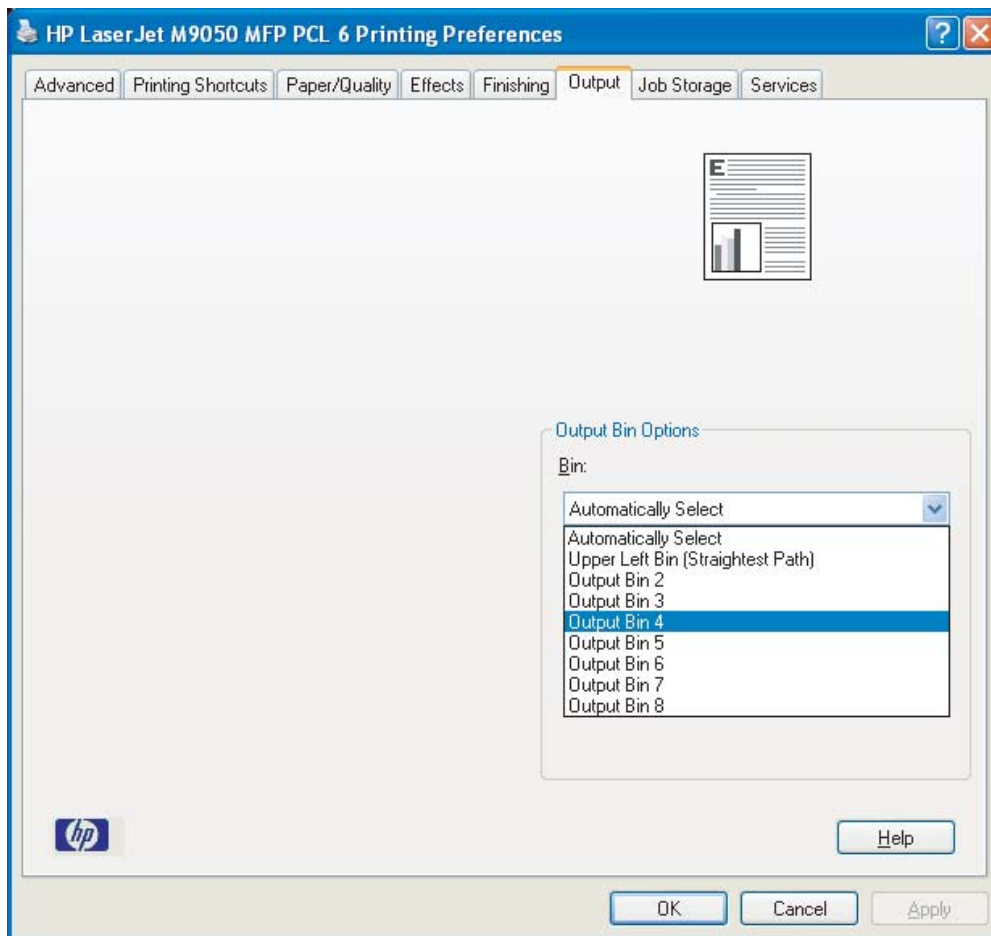 HP LaserJet M9050 MFP PCL 6 Printing Preferences
Advanced Printing Shortcuts Paper/Quality Effects Finishing Output Job Storage Services
E
Output Bin Options
Bin:
Automatically Select
Automatically Select
Upper Left Bin (Straightest Path)
Output Bin 2
Output Bin 3
Output Bin 4
Output Bin 5
Output Bin 6
Output Bin 7
Output Bin 8
hp
Help
OK Cancel Apply